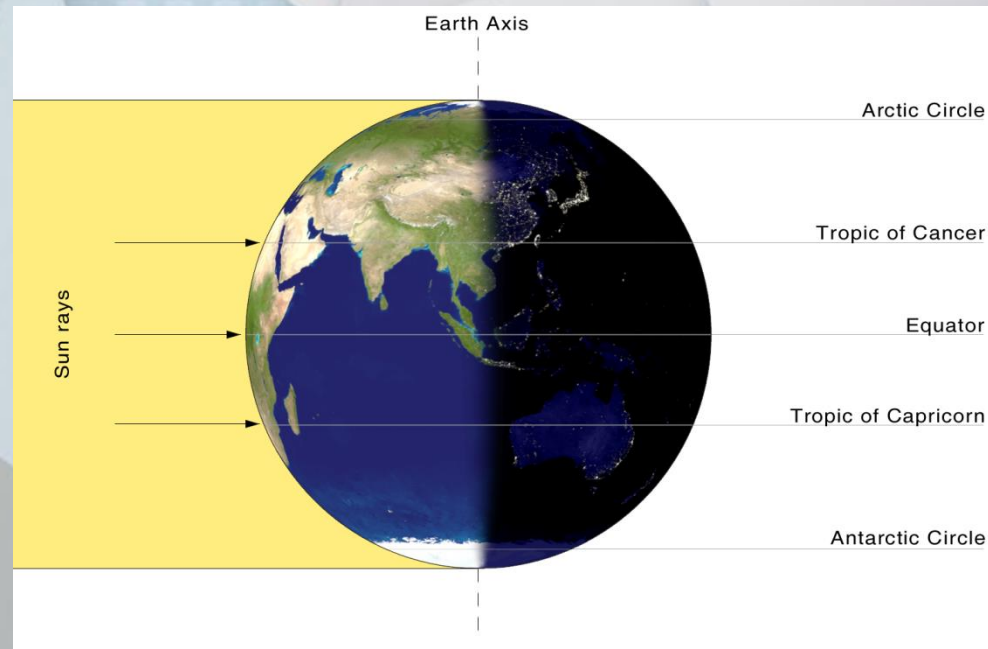 Earth Axis
Arctic Circle
Tropic of Cancer
Sun rays
Equator
Tropic of Capricorn
Antarctic Circle